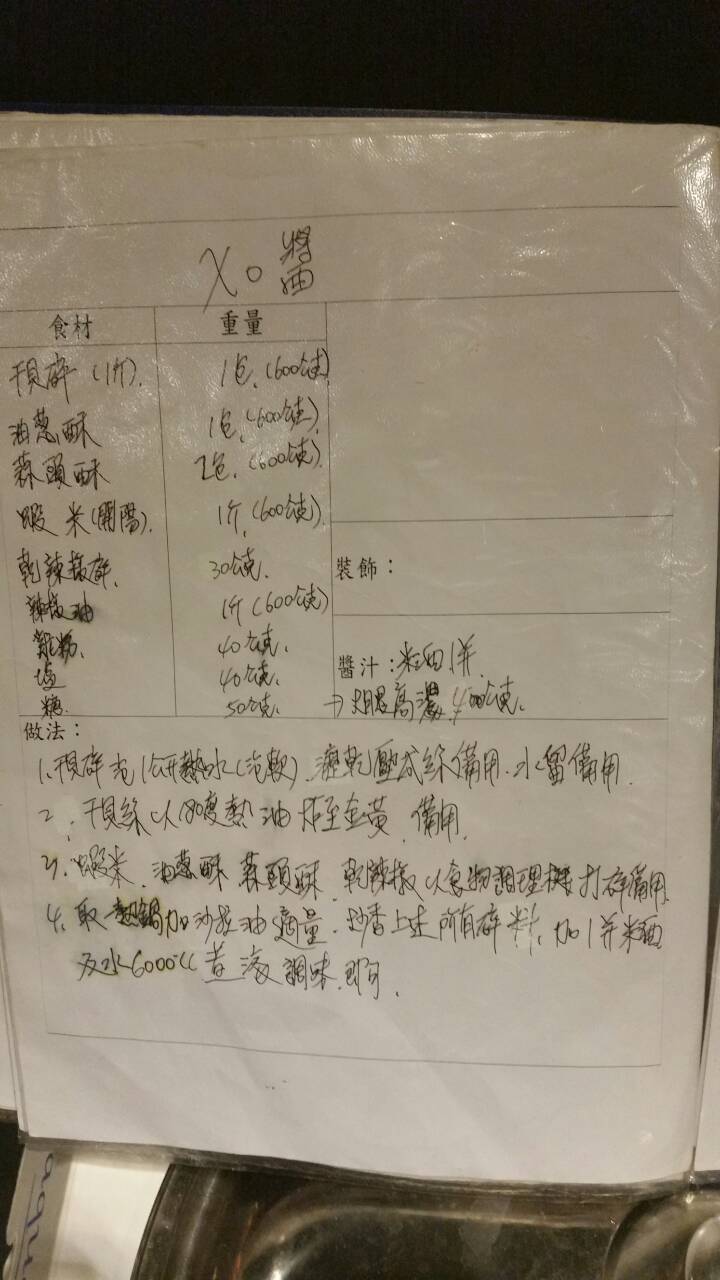 XO醬
食材 重量
干貝碎(1斤). 1包.(600公克)
油蔥酥 1包.(600公克).
蒜頭酥 2包.(600公克).
蝦米(開陽). 1斤.(600公克)
乾辣椒碎. 30公克.
辣椒油 1斤(600公克)
雞粉. 40公克.
塩 40公克.
糖. 50公克.
裝飾：
醬汁：米酒1并.
高湯 400公克.
做法：
1.干貝碎泡1公升熱水(泡軟).瀝乾壓成絲備用.水留備用.
2.干貝絲以180度熱油炸至金黃.備用.
3.蝦米.油蔥酥.蒜頭酥.乾辣椒以食物調理機打碎備用.
4.取熱鍋加沙拉油適量.炒香上述所有碎料.加1并米酒
及水6000cc煮滾調味.即可.